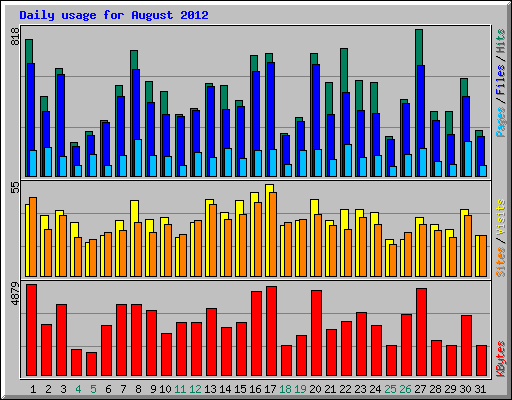 Daily usage for August 2012
818
Pages / Files / Hits
55
Sites / Visits
4879
KBytes
1 2 3 4 5 6 7 8 9 10 11 12 13 14 15 16 17 18 19 20 21 22 23 24 25 26 27 28 29 30 31